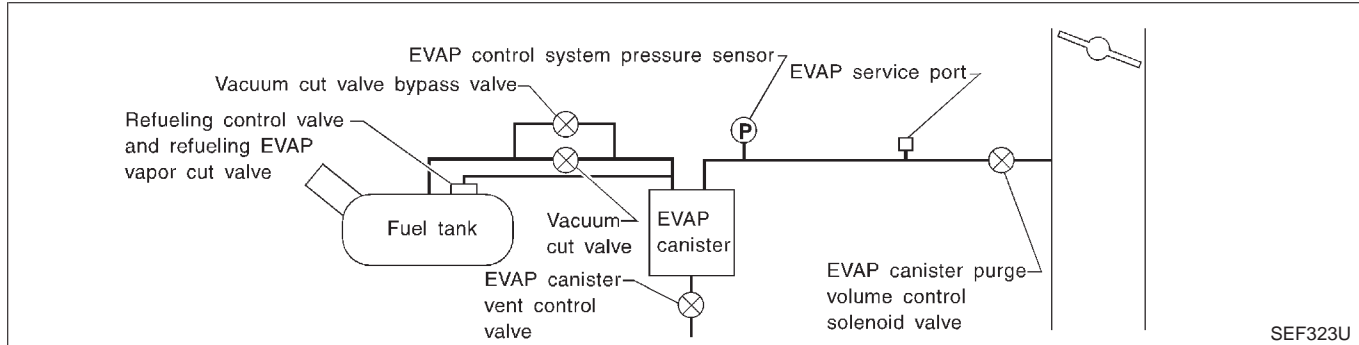 EVAP control system pressure sensor
EVAP service port
Vacuum cut valve bypass valve
Refueling control valve
and refueling EVAP
vapor cut valve
P
Fuel tank
Vacuum
cut valve
EVAP
canister
EVAP canister
vent control
valve
EVAP canister purge
volume control
solenoid valve
SEF323U